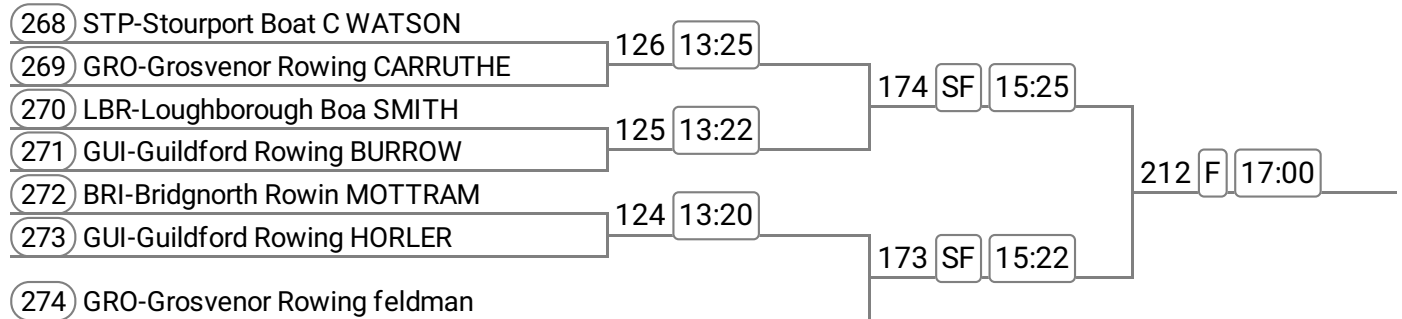 268 STP-Stourport Boat C WATSON
126 13:25
269 GRO-Grosvenor Rowing CARRUTHE
174 SF 15:25
270 LBR-Loughborough Boa SMITH
125 13:22
271 GUI-Guildford Rowing BURROW
212 F 17:00
272 BRI-Bridgnorth Rowin MOTTRAM
124 13:20
273 GUI-Guildford Rowing HORLER
173 SF 15:22
274 GRO-Grosvenor Rowing feldman